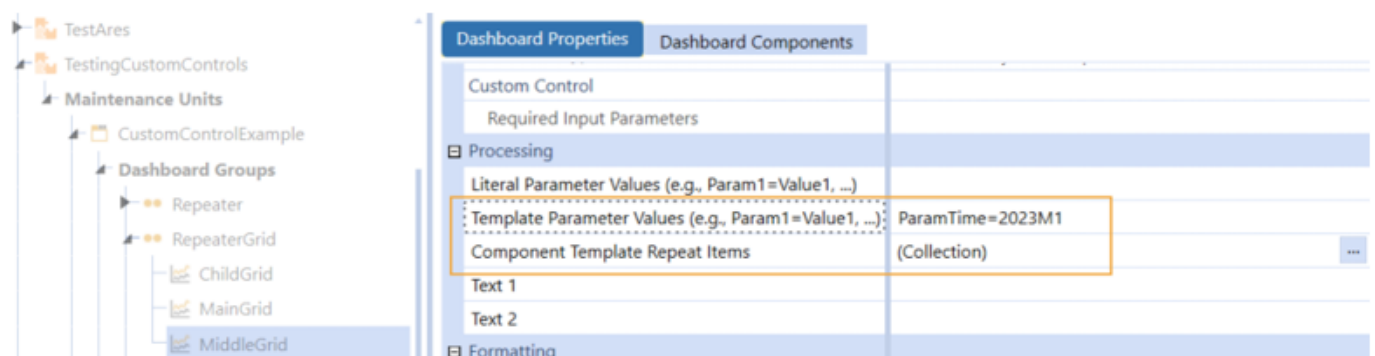 TestAres
TestingCustomControls
Maintenance Units
CustomControlExample
Dashboard Groups
Repeater
RepeaterGrid
ChildGrid
MainGrid
MiddleGrid
Dashboard Properties
Dashboard Components
Custom Control
Required Input Parameters
Processing
Literal Parameter Values (e.g., Param1=Value1, ...)
Template Parameter Values (e.g., Param1=Value1, ...) ParamTime=2023M1
Component Template Repeat Items (Collection) ...
Text 1
Text 2
Formatting